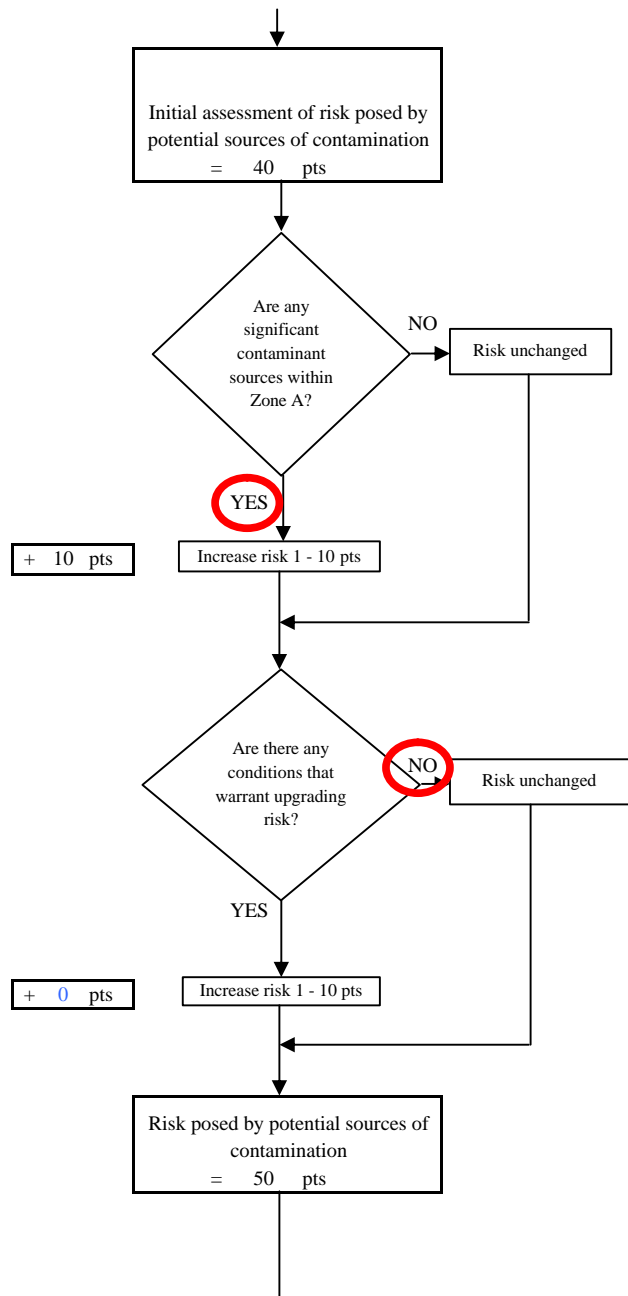 Initial assessment of risk posed by
potential sources of contamination
= 40 pts
Are any
significant
contaminant
sources within
Zone A?
NO
Risk unchanged
YES
+ 10 pts
Increase risk 1 - 10 pts
Are there any
conditions that
warrant upgrading
risk?
NO
Risk unchanged
YES
+ 0 pts
Increase risk 1 - 10 pts
Risk posed by potential sources of
contamination
= 50 pts